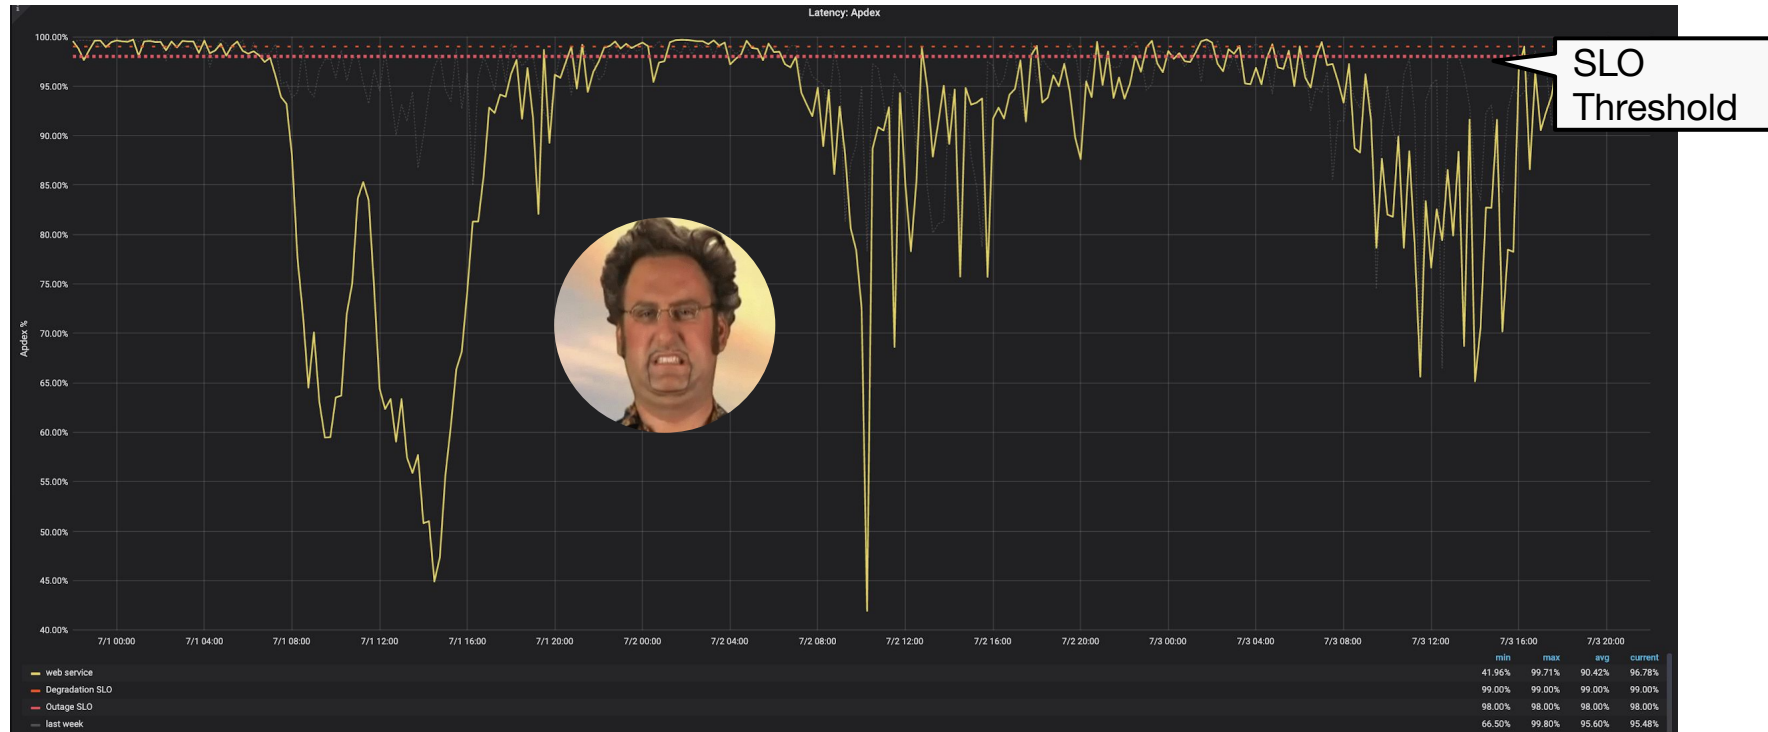 i
Latency: Apdex
SLO
Threshold
Apdex %
100.00%
95.00%
90.00%
85.00%
80.00%
75.00%
70.00%
65.00%
60.00%
55.00%
50.00%
45.00%
40.00%
7/1 00:00 7/1 04:00 7/1 08:00 7/1 12:00 7/1 16:00 7/1 20:00 7/2 00:00 7/2 04:00 7/2 08:00 7/2 12:00 7/2 16:00 7/2 20:00 7/3 00:00 7/3 04:00 7/3 08:00 7/3 12:00 7/3 16:00 7/3 20:00
min max avg current
web service 41.96% 99.71% 90.42% 96.78%
Degradation SLO 99.00% 99.00% 99.00% 99.00%
Outage SLO 98.00% 98.00% 98.00% 98.00%
last week 66.50% 99.80% 95.60% 95.48%